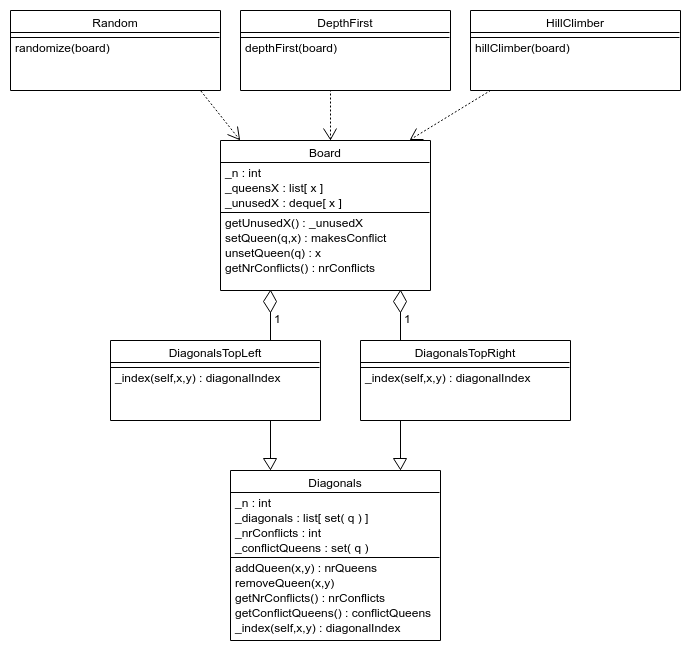 Random
randomize(board)
DepthFirst
depthFirst(board)
HillClimber
hillClimber(board)
Board
_n : int
_queensX : list[ x ]
_unusedX : deque[ x ]
getUnusedX() : _unusedX
setQueen(q,x) : makesConflict
unsetQueen(q) : x
getNrConflicts() : nrConflicts
1
1
DiagonalsTopLeft
_index(self,x,y) : diagonalIndex
DiagonalsTopRight
_index(self,x,y) : diagonalIndex
Diagonals
_n : int
_diagonals : list[ set( q ) ]
_nrConflicts : int
_conflictQueens : set( q )
addQueen(x,y) : nrQueens
removeQueen(x,y)
getNrConflicts() : nrConflicts
getConflictQueens() : conflictQueens
_index(self,x,y) : diagonalIndex